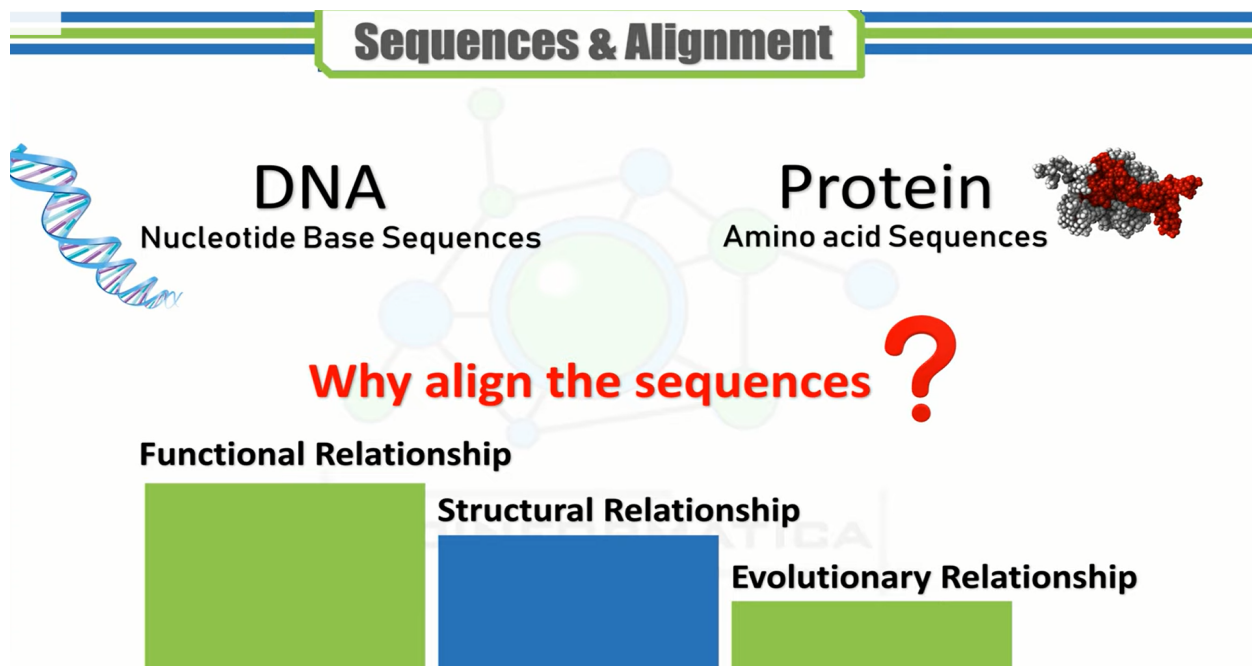 Sequences & Alignment
DNA
Nucleotide Base Sequences
Protein
Amino acid Sequences
Why align the sequences ?
Functional Relationship
Structural Relationship
Evolutionary Relationship